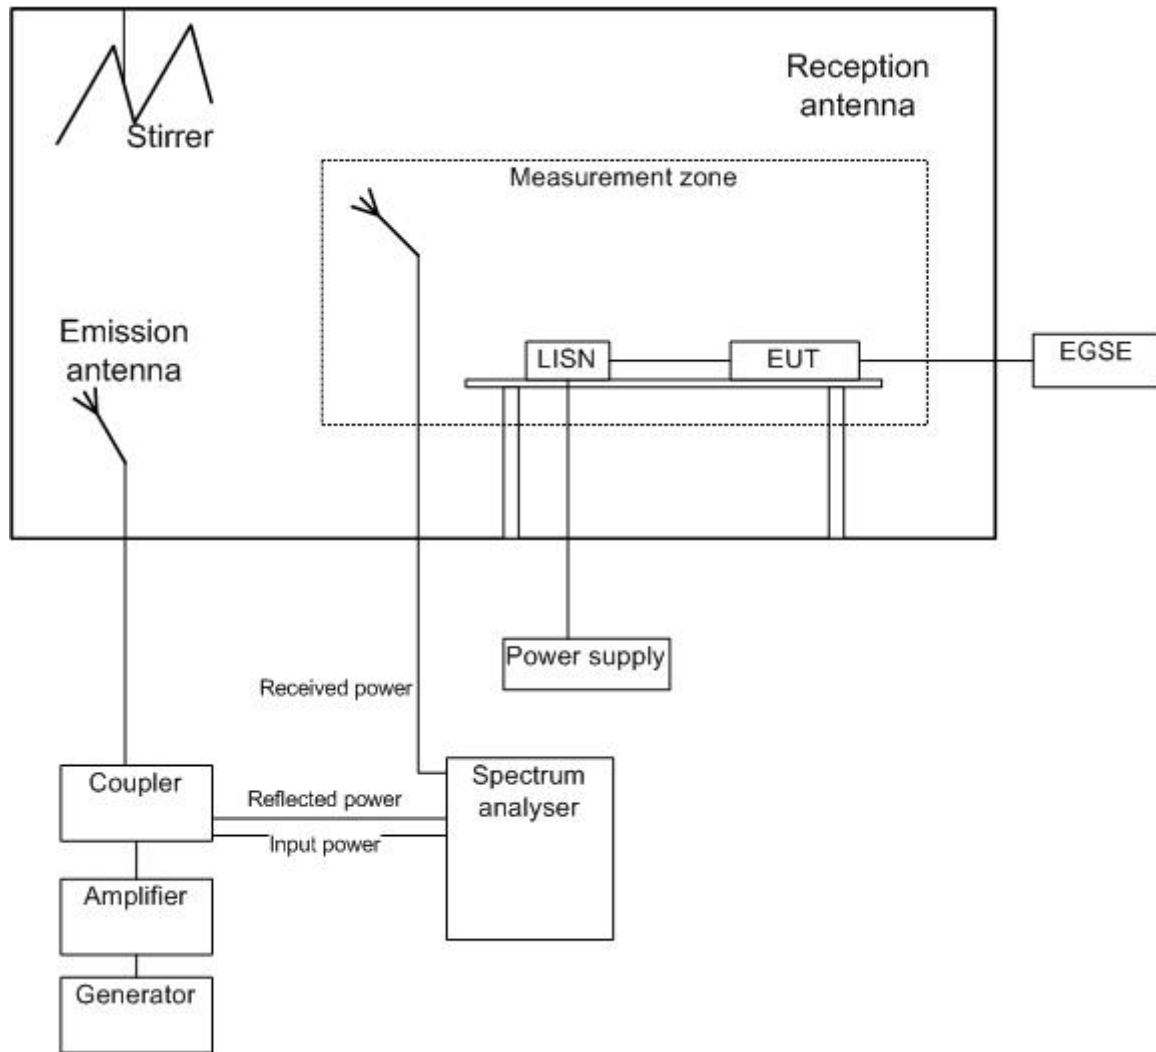 Reception
antenna
Stirrer
Measurement zone
Emission
antenna
LISN
EUT
EGSE
Power supply
Received power
Coupler
Spectrum
analyser
Reflected power
Input power
Amplifier
Generator